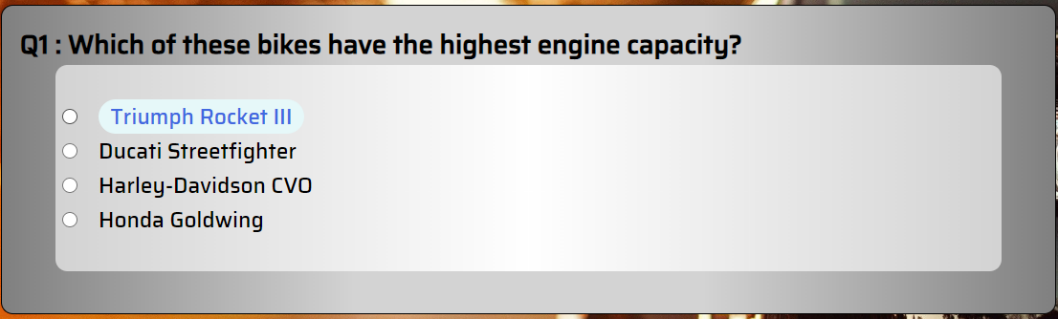 Q1 : Which of these bikes have the highest engine capacity?
Triumph Rocket III
Ducati Streetfighter
Harley-Davidson CVO
Honda Goldwing